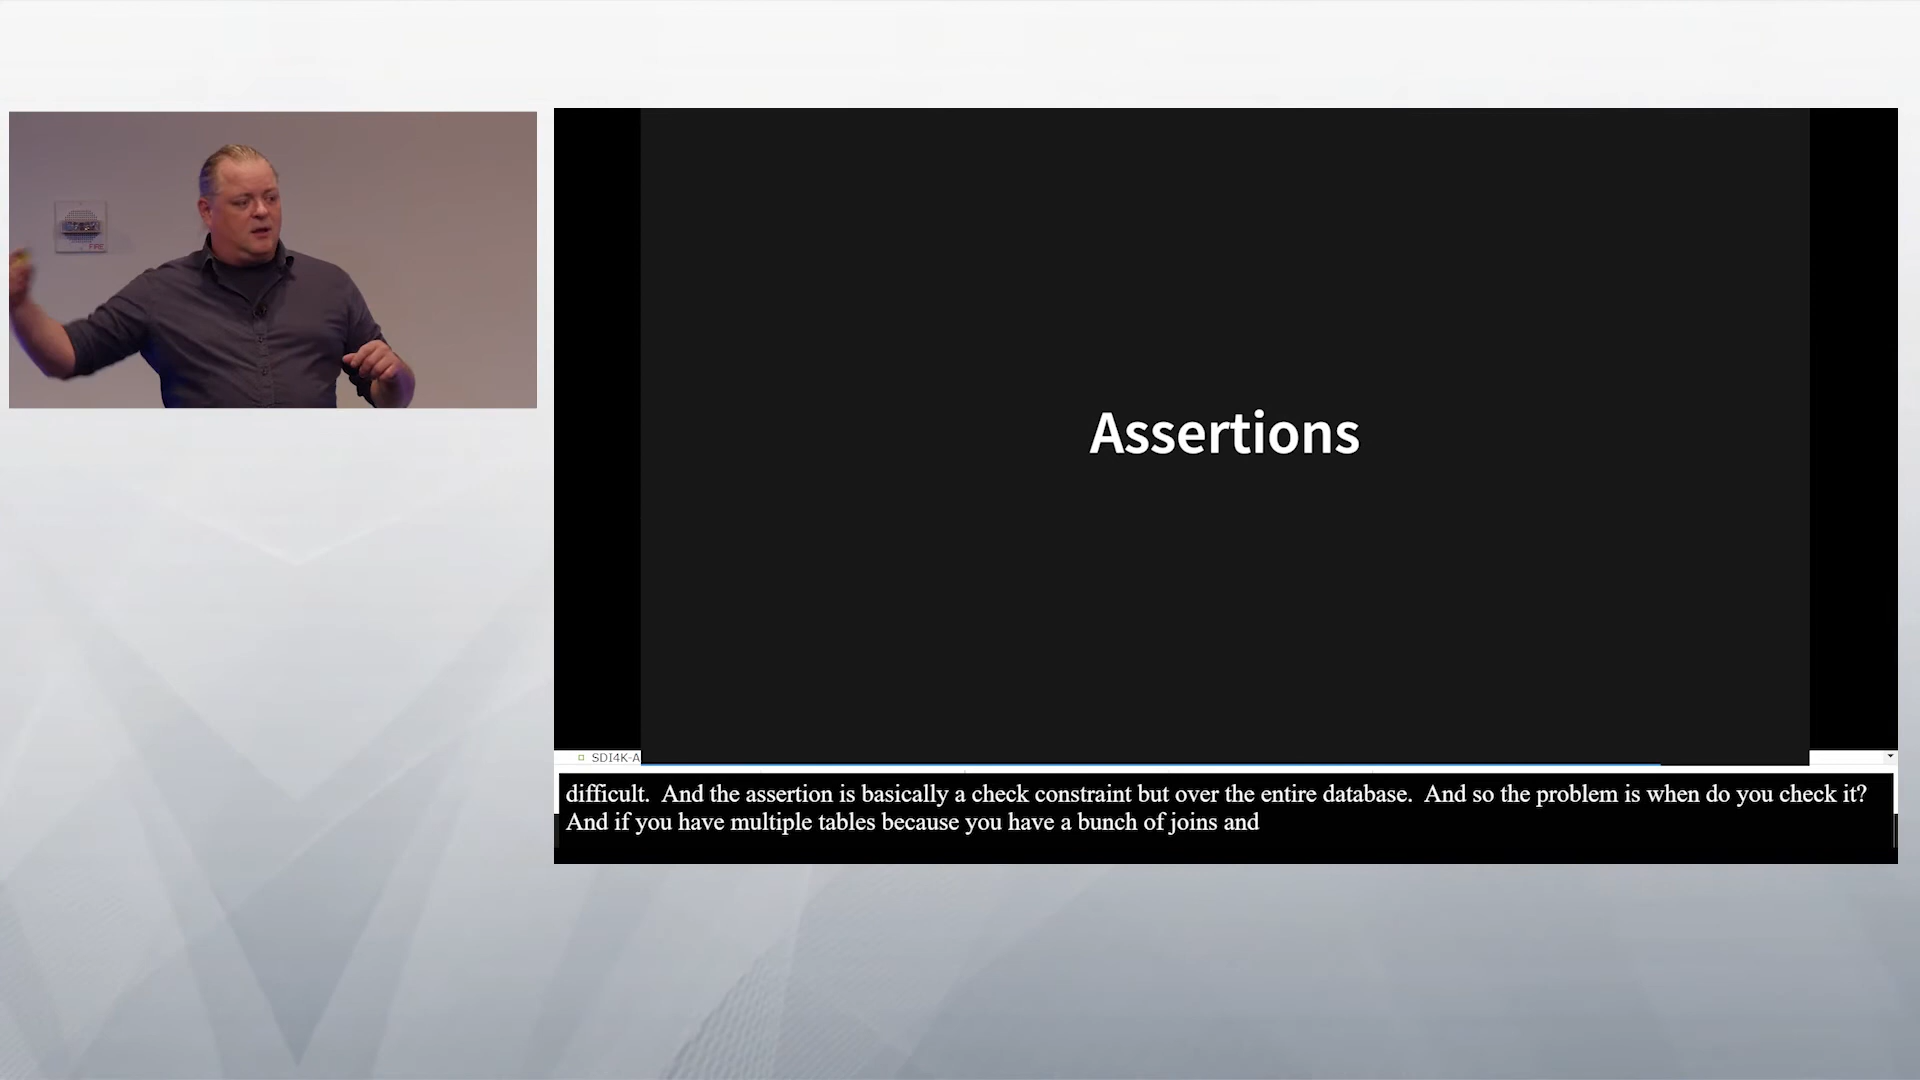 FIRE
Assertions
SDI4K-A
difficult.  And the assertion is basically a check constraint but over the entire database.  And so the problem is when do you check it?
And if you have multiple tables because you have a bunch of joins and